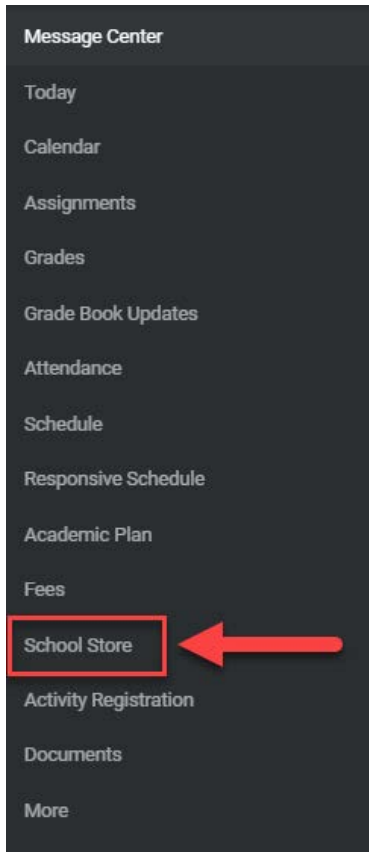 Message Center
Today
Calendar
Assignments
Grades
Grade Book Updates
Attendance
Schedule
Responsive Schedule
Academic Plan
Fees
School Store
Activity Registration
Documents
More